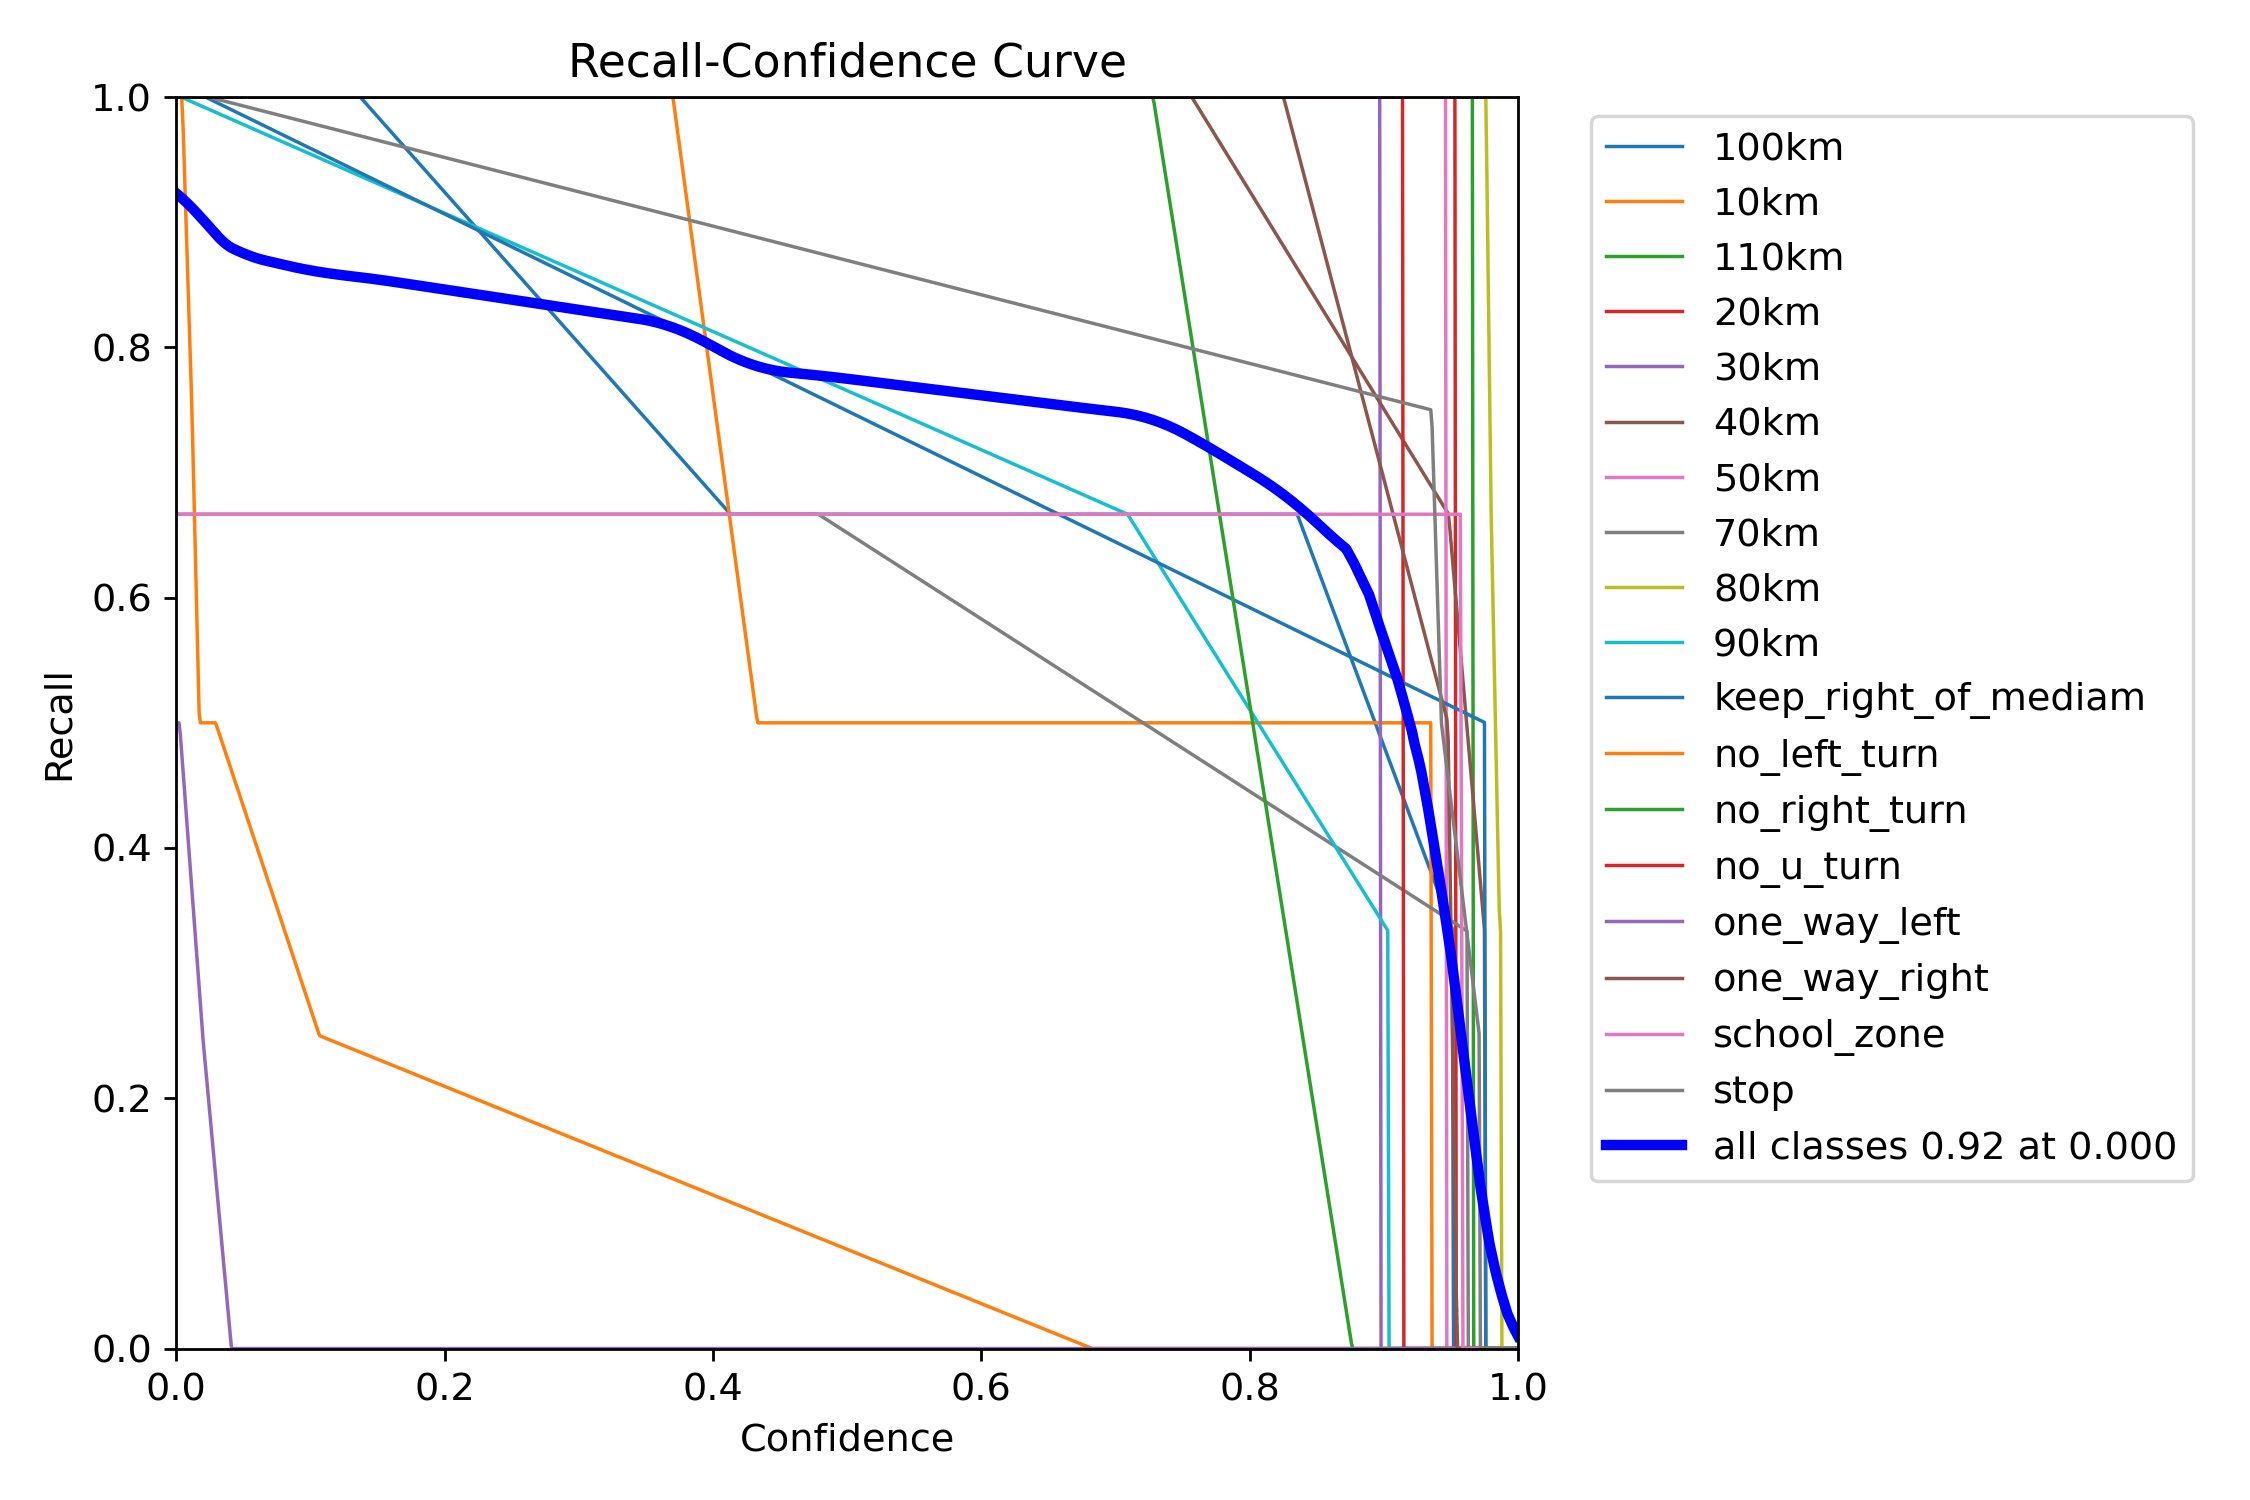 Recall-Confidence Curve
1.0
0.8
0.6
0.4
0.2
0.0
Recall
0.0 0.2 0.4 0.6 0.8 1.0
Confidence
100km
10km
110km
20km
30km
40km
50km
70km
80km
90km
keep_right_of_mediam
no_left_turn
no_right_turn
no_u_turn
one_way_left
one_way_right
school_zone
stop
all classes 0.92 at 0.000